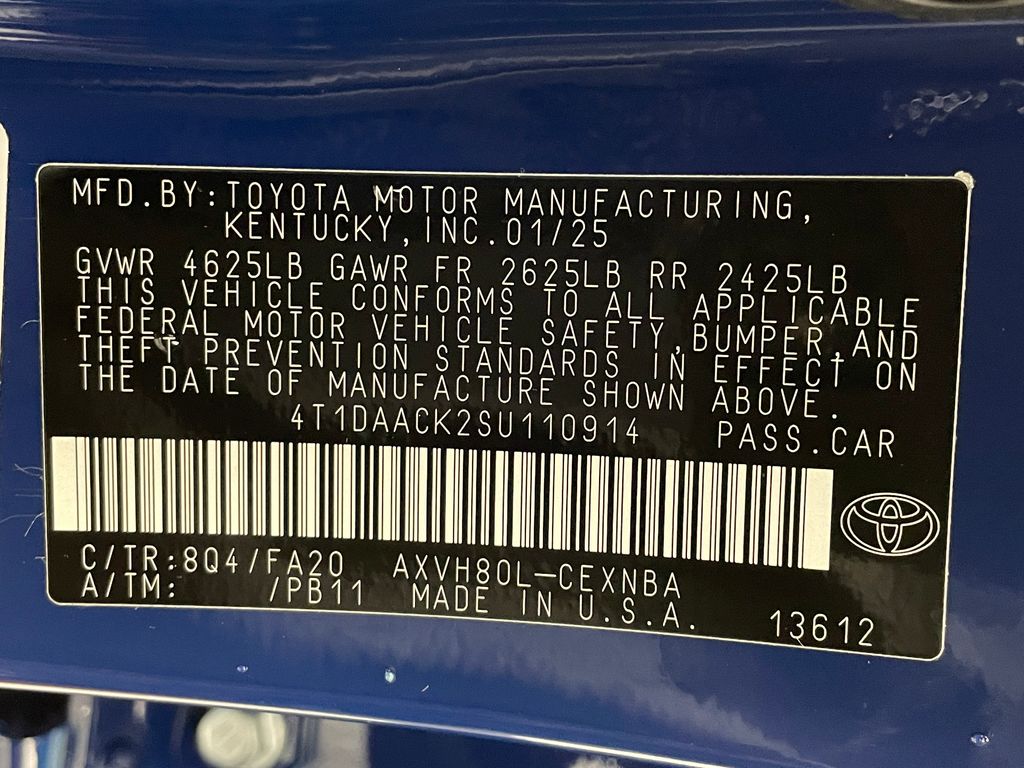 MFD.BY:TOYOTA MOTOR MANUFACTURING,
KENTUCKY,INC.01/25
GVWR 4625LB GAWR FR 2625LB RR 2425LB
THIS VEHICLE CONFORMS TO ALL APPLICABLE
FEDERAL MOTOR VEHICLE SAFETY,BUMPER,AND
THEFT PREVENTION STANDARDS IN EFFECT ON
THE DATE OF MANUFACTURE SHOWN ABOVE.
4T1DAACK2SU110914 PASS.CAR
C/TR:8Q4/FA20 AXVH80L-CEXNBA
A/TM: /PB11 MADE IN U.S.A. 13612